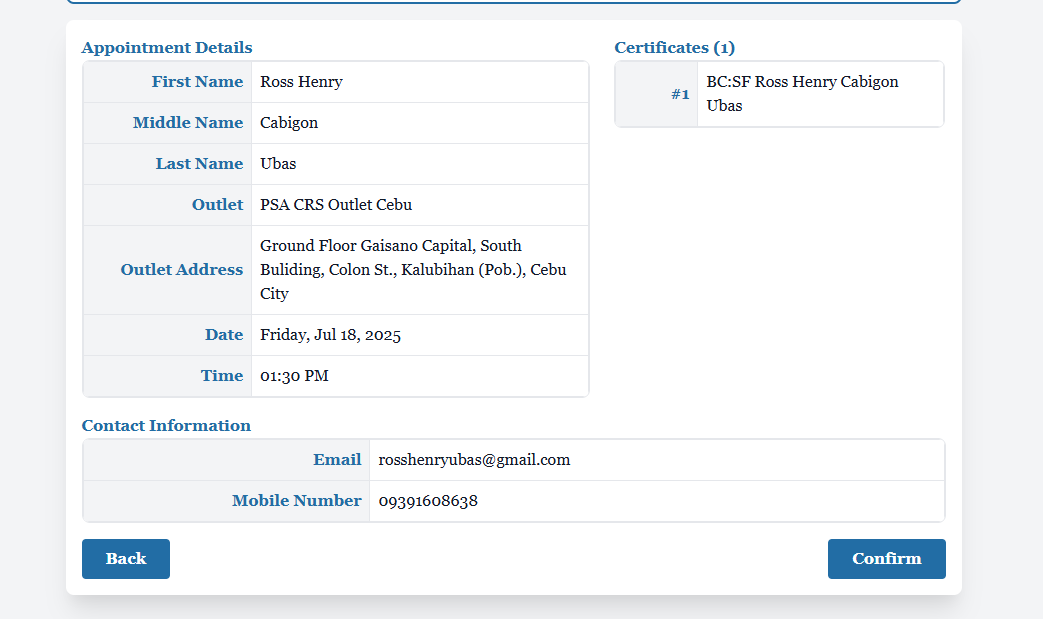 Appointment Details
First Name Ross Henry
Middle Name Cabigon
Last Name Ubas
Outlet PSA CRS Outlet Cebu
Outlet Address Ground Floor Gaisano Capital, South
Buliding, Colon St., Kalubihan (Pob.), Cebu
City
Date Friday, Jul 18, 2025
Time 01:30 PM
Certificates (1)
#1 BC:SF Ross Henry Cabigon
Ubas
Contact Information
Email rosshenryubas@gmail.com
Mobile Number 09391608638
Back
Confirm